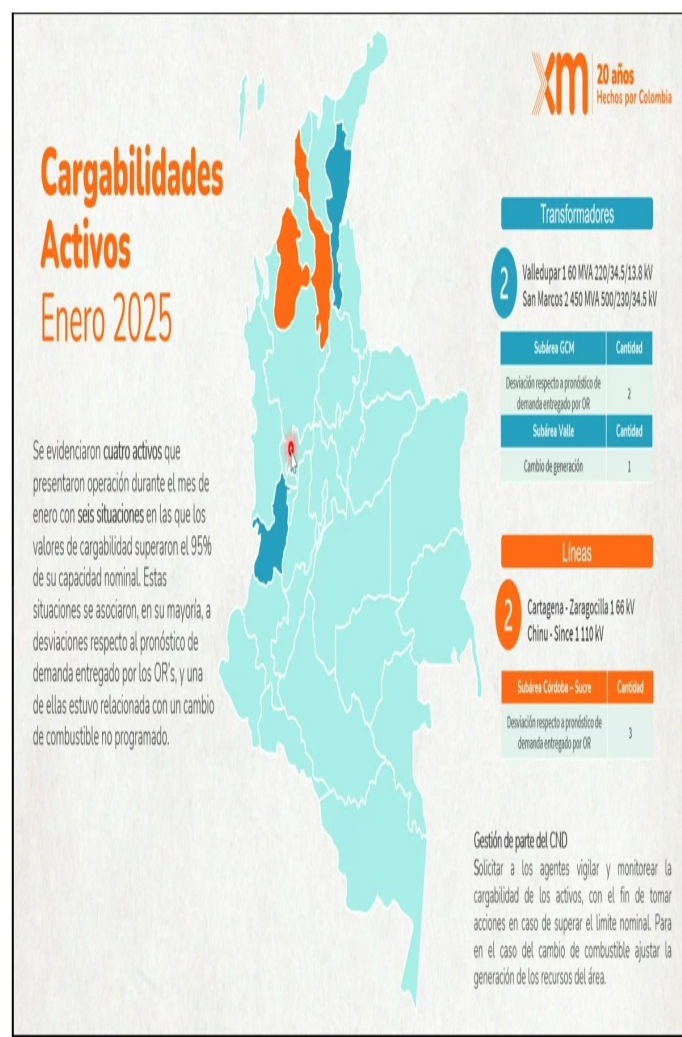 xm
20 años
Hechos por Colombia
Cargabilidades
Activos
Enero 2025
Se evidenciaron cuatro activos que
presentaron operación durante el mes de
enero con seis situaciones en las que los
valores de cargabilidad superaron el 95%
de su capacidad nominal. Estas
situaciones se asociaron, en su mayoría, a
desviaciones respecto al pronóstico de
demanda entregado por los OR's, y una
de ellas estuvo relacionada con un cambio
de combustible no programado.
Transformadores
2
Valledupar 1 60 MVA 220/34.5/13.8 kV
San Marcos 2 450 MVA 500/230/34.5 kV
Subárea GCM Cantidad
Desviación respecto a pronóstico de
demanda entregado por OR 2
Subárea Valle Cantidad
Cambio de generación 1
Líneas
2
Cartagena - Zaragocilla 1 66 kV
Chinu - Since 1 110 kV
Subárea Córdoba – Sucre Cantidad
Desviación respecto a pronóstico de
demanda entregado por OR 3
Gestión de parte del CND
Solicitar a los agentes vigilar y monitorear la
cargabilidad de los activos, con el fin de tomar
acciones en caso de superar el limite nominal. Para
en el caso del cambio de combustible ajustar la
generación de los recursos del área.